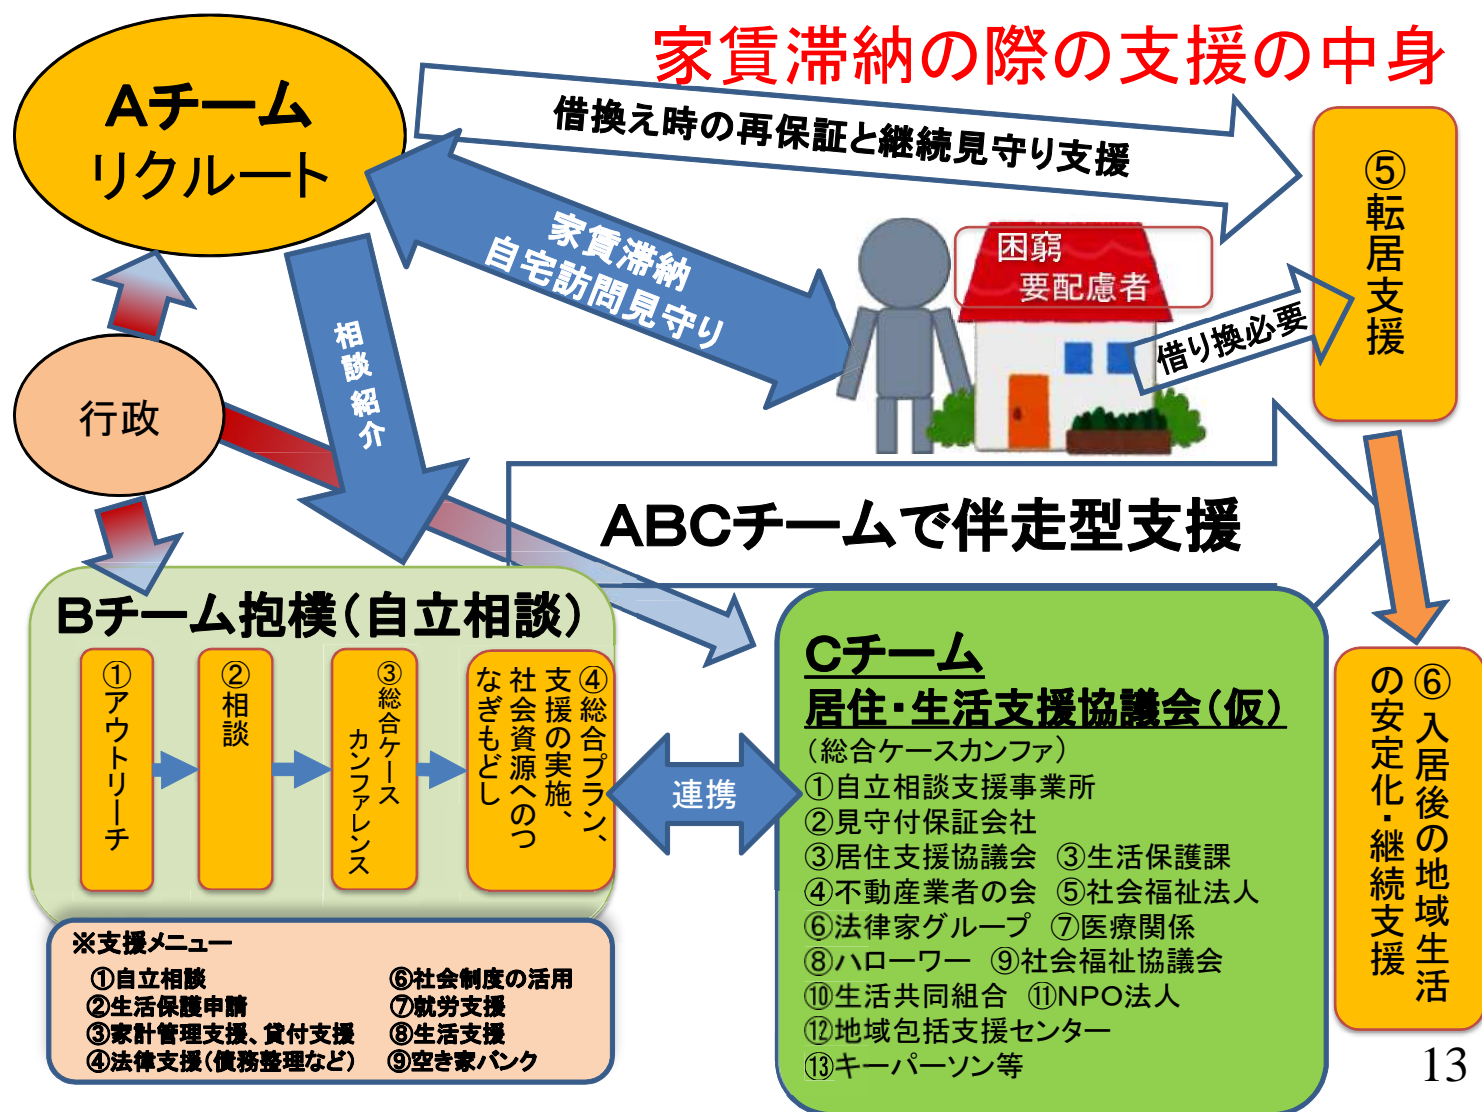 家賃滞納の際の支援の中身
Aチーム
リクルート
借換え時の再保証と継続見守り支援
⑤転居支援
家賃滞納
自宅訪問見守り
困窮
要配慮者
借り換必要
相談紹介
行政
ABCチームで伴走型支援
Bチーム抱樸(自立相談)
①アウトリーチ
②相談
③総合ケース
カンファレンス
④総合プラン、
支援の実施、
社会資源へのつ
なぎもどし
連携
Cチーム
居住・生活支援協議会(仮)
(総合ケースカンファ)
①自立相談支援事業所
②見守付保証会社
③居住支援協議会 ③生活保護課
④不動産業者の会 ⑤社会福祉法人
⑥法律家グループ ⑦医療関係
⑧ハローワー ⑨社会福祉協議会
⑩生活共同組合 ⑪NPO法人
⑫地域包括支援センター
⑬キーパーソン等
⑥入居後の地域生活
の安定化・継続支援
※支援メニュー
①自立相談 ⑥社会制度の活用
②生活保護申請 ⑦就労支援
③家計管理支援、貸付支援 ⑧生活支援
④法律支援(債務整理など) ⑨空き家バンク
13